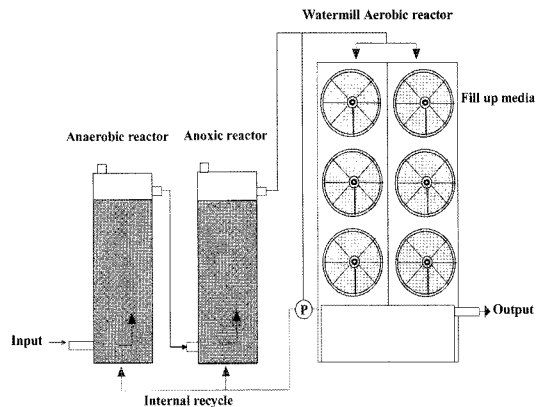 Watermill Aerobic reactor
Fill up media
Anaerobic reactor
Anoxic reactor
P
Output
Input
Internal recycle